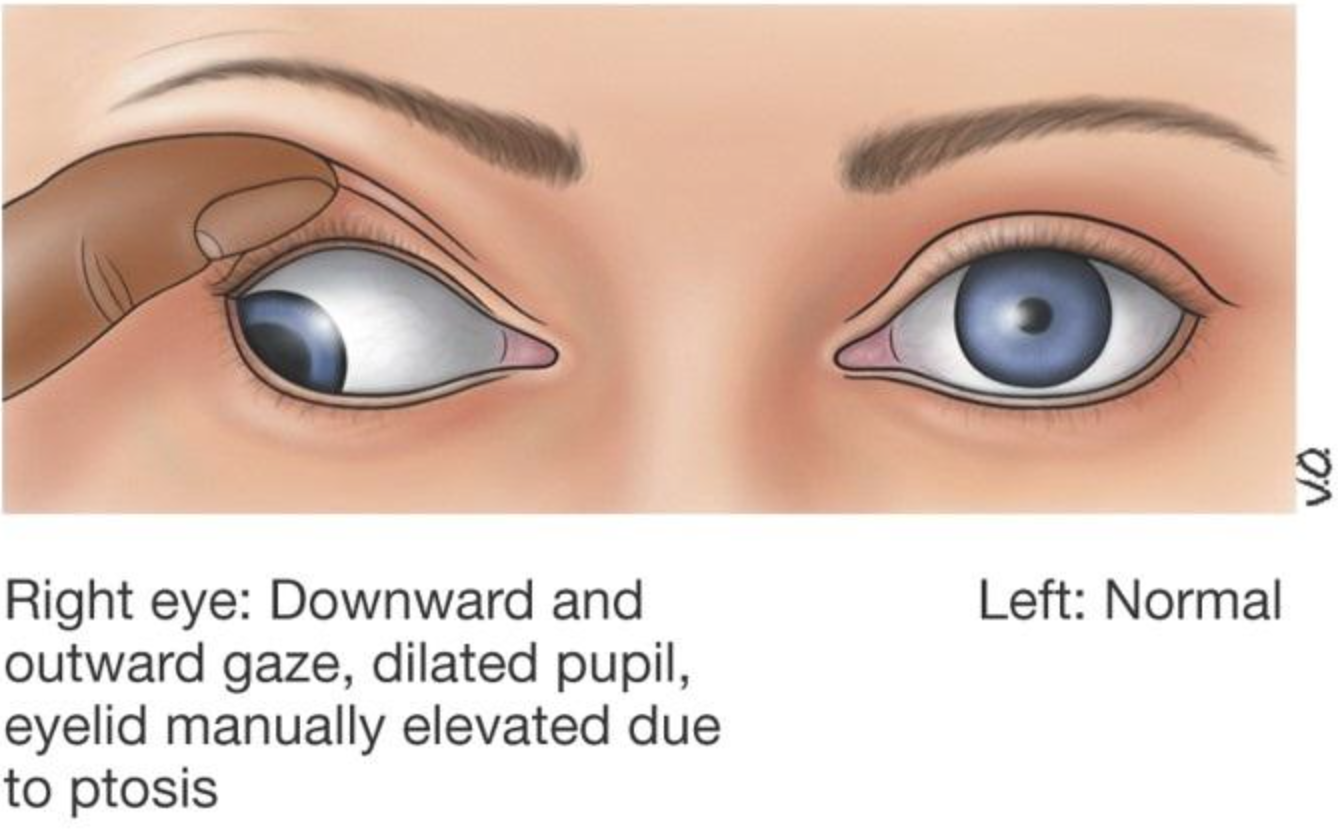 Right eye: Downward and
outward gaze, dilated pupil,
eyelid manually elevated due
to ptosis
Left: Normal
V.O.